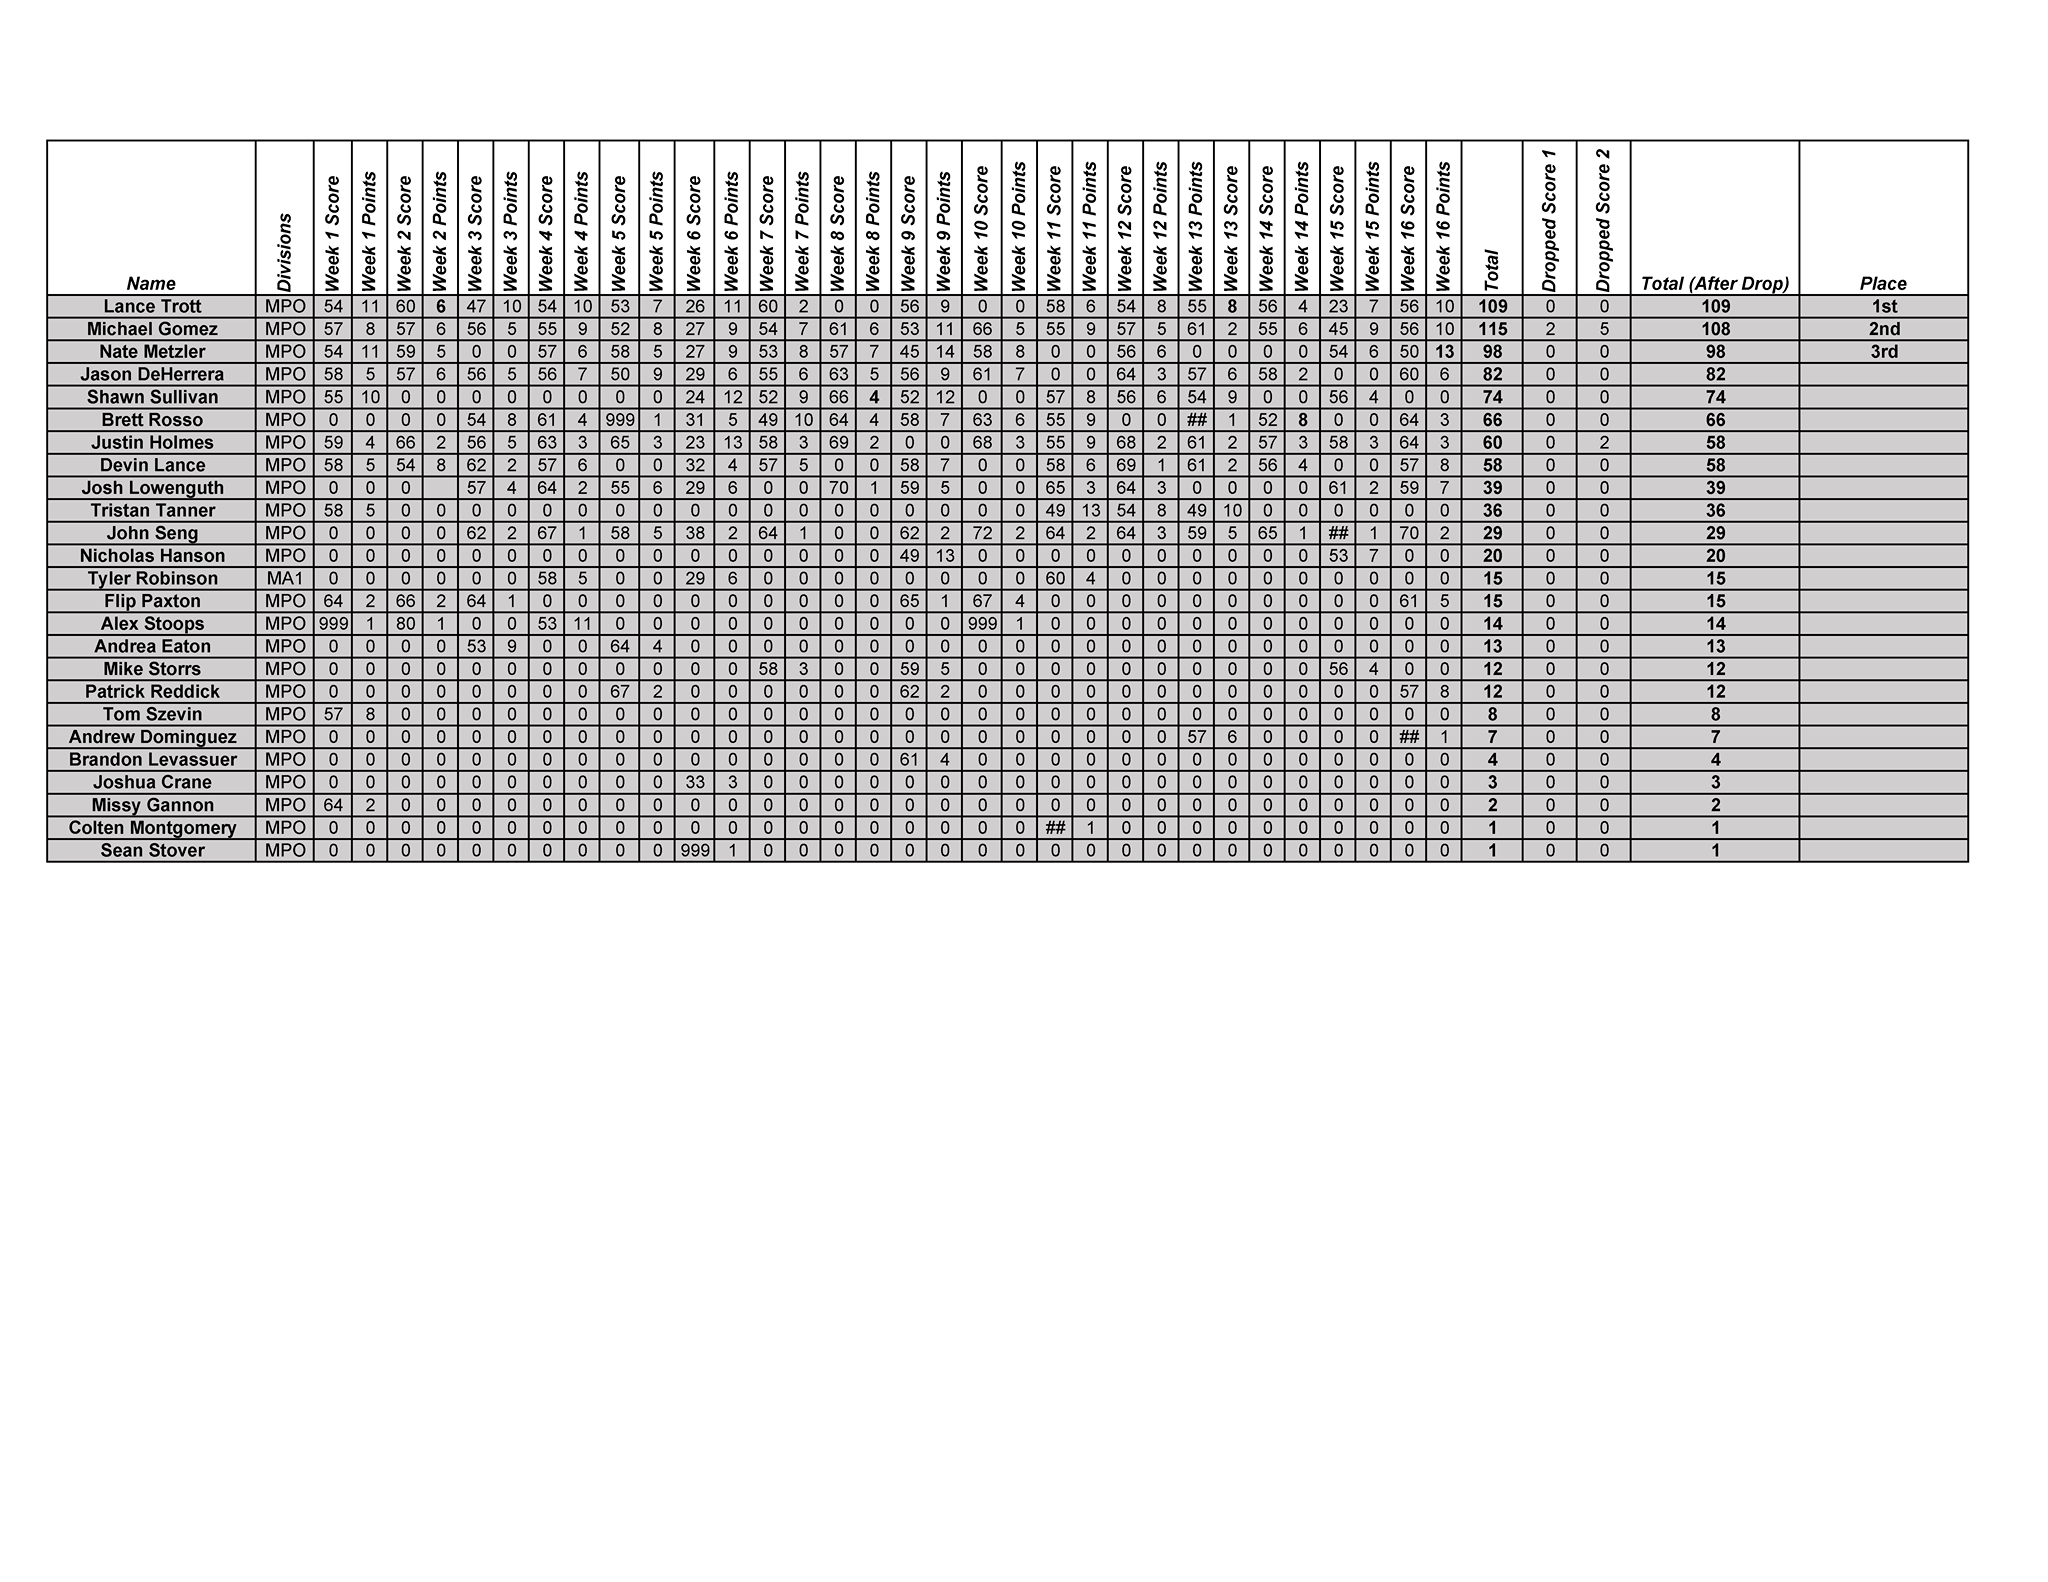 Name Divisions Week 1 Score Week 1 Points Week 2 Score Week 2 Points Week 3 Score Week 3 Points Week 4 Score Week 4 Points Week 5 Score Week 5 Points Week 6 Score Week 6 Points Week 7 Score Week 7 Points Week 8 Score Week 8 Points Week 9 Score Week 9 Points Week 10 Score Week 10 Points Week 11 Score Week 11 Points Week 12 Score Week 12 Points Week 13 Points Week 13 Score Week 14 Score Week 14 Points Week 15 Score Week 15 Points Week 16 Score Week 16 Points Total Dropped Score 1 Dropped Score 2 Total (After Drop) Place
Lance Trott MPO 54 11 60 6 47 10 54 10 53 7 26 11 60 2 0 0 56 9 0 0 58 6 54 8 55 8 56 4 23 7 56 10 109 0 0 109 1st
Michael Gomez MPO 57 8 57 6 56 5 55 9 52 8 27 9 54 7 61 6 53 11 66 5 55 9 57 5 61 2 55 6 45 9 56 10 115 2 5 108 2nd
Nate Metzler MPO 54 11 59 5 0 0 57 6 58 5 27 9 53 8 57 7 45 14 58 8 0 0 56 6 0 0 0 0 54 6 50 13 98 0 0 98 3rd
Jason DeHerrera MPO 58 5 57 6 56 5 56 7 50 9 29 6 55 6 63 5 56 9 61 7 0 0 64 3 57 6 58 2 0 0 60 6 82 0 0 82
Shawn Sullivan MPO 55 10 0 0 0 0 0 0 0 0 24 12 52 9 66 4 52 12 0 0 57 8 56 6 54 9 0 0 56 4 0 0 74 0 0 74
Brett Rosso MPO 0 0 0 0 54 8 61 4 999 1 31 5 49 10 64 4 58 7 63 6 55 9 0 0 ## 1 52 8 0 0 64 3 66 0 0 66
Justin Holmes MPO 59 4 66 2 56 5 63 3 65 3 23 13 58 3 69 2 0 0 68 3 55 9 68 2 61 2 57 3 58 3 64 3 60 0 2 58
Devin Lance MPO 58 5 54 8 62 2 57 6 0 0 32 4 57 5 0 0 58 7 0 0 58 6 69 1 61 2 56 4 0 0 57 8 58 0 0 58
Josh Lowenguth MPO 0 0 0 57 4 64 2 55 6 29 6 0 0 70 1 59 5 0 0 65 3 64 3 0 0 0 0 61 2 59 7 39 0 0 39
Tristan Tanner MPO 58 5 0 0 0 0 0 0 0 0 0 0 0 0 0 0 0 0 0 0 49 13 54 8 49 10 0 0 0 0 0 0 36 0 0 36
John Seng MPO 0 0 0 0 62 2 67 1 58 5 38 2 64 1 0 0 62 2 72 2 64 2 64 3 59 5 65 1 ## 1 70 2 29 0 0 29
Nicholas Hanson MPO 0 0 0 0 0 0 0 0 0 0 0 0 0 0 0 0 49 13 0 0 0 0 0 0 0 0 0 0 53 7 0 0 20 0 0 20
Tyler Robinson MA1 0 0 0 0 0 0 58 5 0 0 29 6 0 0 0 0 0 0 0 0 60 4 0 0 0 0 0 0 0 0 0 0 15 0 0 15
Flip Paxton MPO 64 2 66 2 64 1 0 0 0 0 0 0 0 0 0 0 65 1 67 4 0 0 0 0 0 0 0 0 0 0 61 5 15 0 0 15
Alex Stoops MPO 999 1 80 1 0 0 53 11 0 0 0 0 0 0 0 0 0 0 999 1 0 0 0 0 0 0 0 0 0 0 0 0 14 0 0 14
Andrea Eaton MPO 0 0 0 0 53 9 0 0 64 4 0 0 0 0 0 0 0 0 0 0 0 0 0 0 0 0 0 0 0 0 0 0 13 0 0 13
Mike Storrs MPO 0 0 0 0 0 0 0 0 0 0 0 0 58 3 0 0 59 5 0 0 0 0 0 0 0 0 0 0 56 4 0 0 12 0 0 12
Patrick Reddick MPO 0 0 0 0 0 0 0 0 67 2 0 0 0 0 0 0 62 2 0 0 0 0 0 0 0 0 0 0 0 0 57 8 12 0 0 12
Tom Szevin MPO 57 8 0 0 0 0 0 0 0 0 0 0 0 0 0 0 0 0 0 0 0 0 0 0 0 0 0 0 0 0 0 0 8 0 0 8
Andrew Dominguez MPO 0 0 0 0 0 0 0 0 0 0 0 0 0 0 0 0 0 0 0 0 0 0 0 0 57 6 0 0 0 0 ## 1 7 0 0 7
Brandon Levassuer MPO 0 0 0 0 0 0 0 0 0 0 0 0 0 0 0 0 61 4 0 0 0 0 0 0 0 0 0 0 0 0 0 0 4 0 0 4
Joshua Crane MPO 0 0 0 0 0 0 0 0 0 0 33 3 0 0 0 0 0 0 0 0 0 0 0 0 0 0 0 0 0 0 0 0 3 0 0 3
Missy Gannon MPO 64 2 0 0 0 0 0 0 0 0 0 0 0 0 0 0 0 0 0 0 0 0 0 0 0 0 0 0 0 0 0 0 2 0 0 2
Colten Montgomery MPO 0 0 0 0 0 0 0 0 0 0 0 0 0 0 0 0 0 0 0 0 ## 1 0 0 0 0 0 0 0 0 0 0 1 0 0 1
Sean Stover MPO 0 0 0 0 0 0 0 0 0 0 999 1 0 0 0 0 0 0 0 0 0 0 0 0 0 0 0 0 0 0 0 0 1 0 0 1